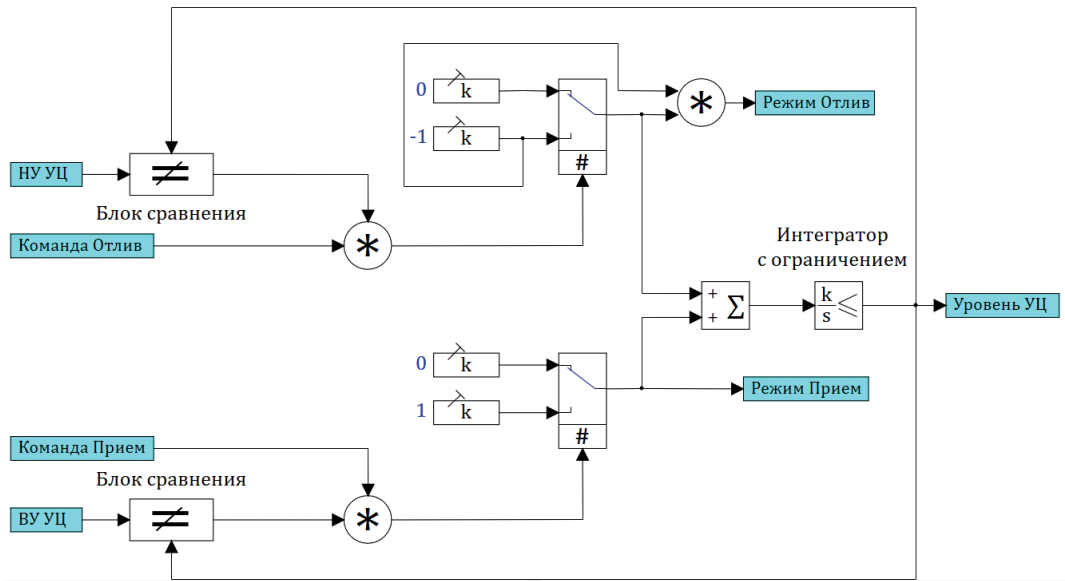 0
k
∗
Режим Отлив
-1
k
НУ УЦ
≠
#
Блок сравнения
Команда Отлив
∗
Интегратор
с ограничением
+
+
Σ
k
s
≤
Уровень УЦ
0
k
Режим Прием
1
k
#
Команда Прием
Блок сравнения
ВУ УЦ
≠
∗